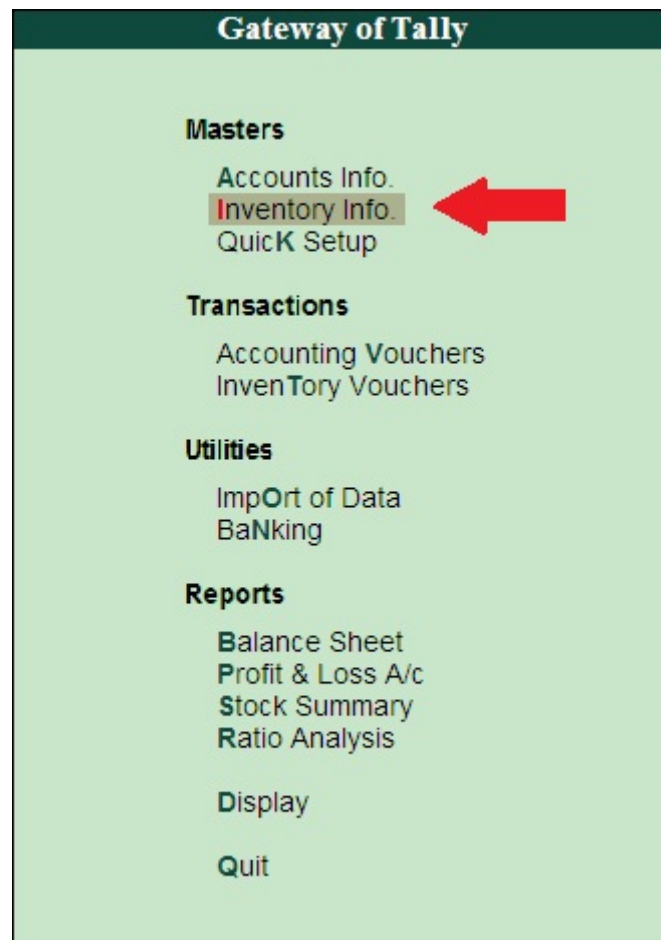 Gateway of Tally
Masters
Accounts Info.
Inventory Info.
QuicK Setup
Transactions
Accounting Vouchers
InvenTory Vouchers
Utilities
ImpOrt of Data
BaNking
Reports
Balance Sheet
Profit & Loss A/c
Stock Summary
Ratio Analysis
Display
Quit